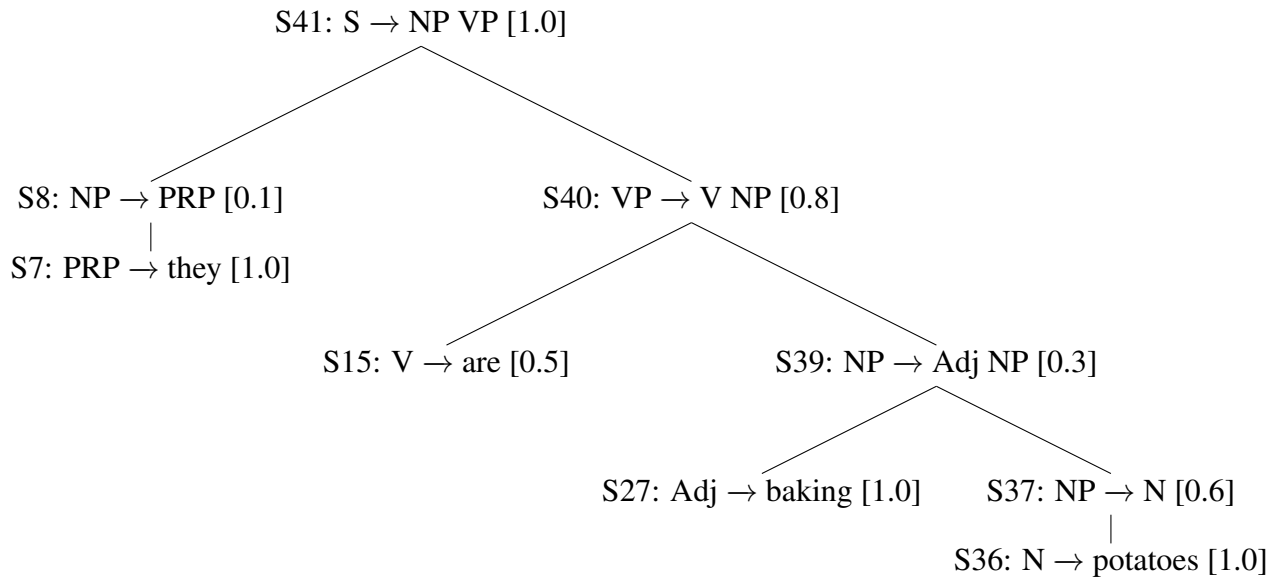 S41: S → NP VP [1.0]
S8: NP → PRP [0.1]
S40: VP → V NP [0.8]
S7: PRP → they [1.0]
S15: V → are [0.5]
S39: NP → Adj NP [0.3]
S27: Adj → baking [1.0]
S37: NP → N [0.6]
S36: N → potatoes [1.0]